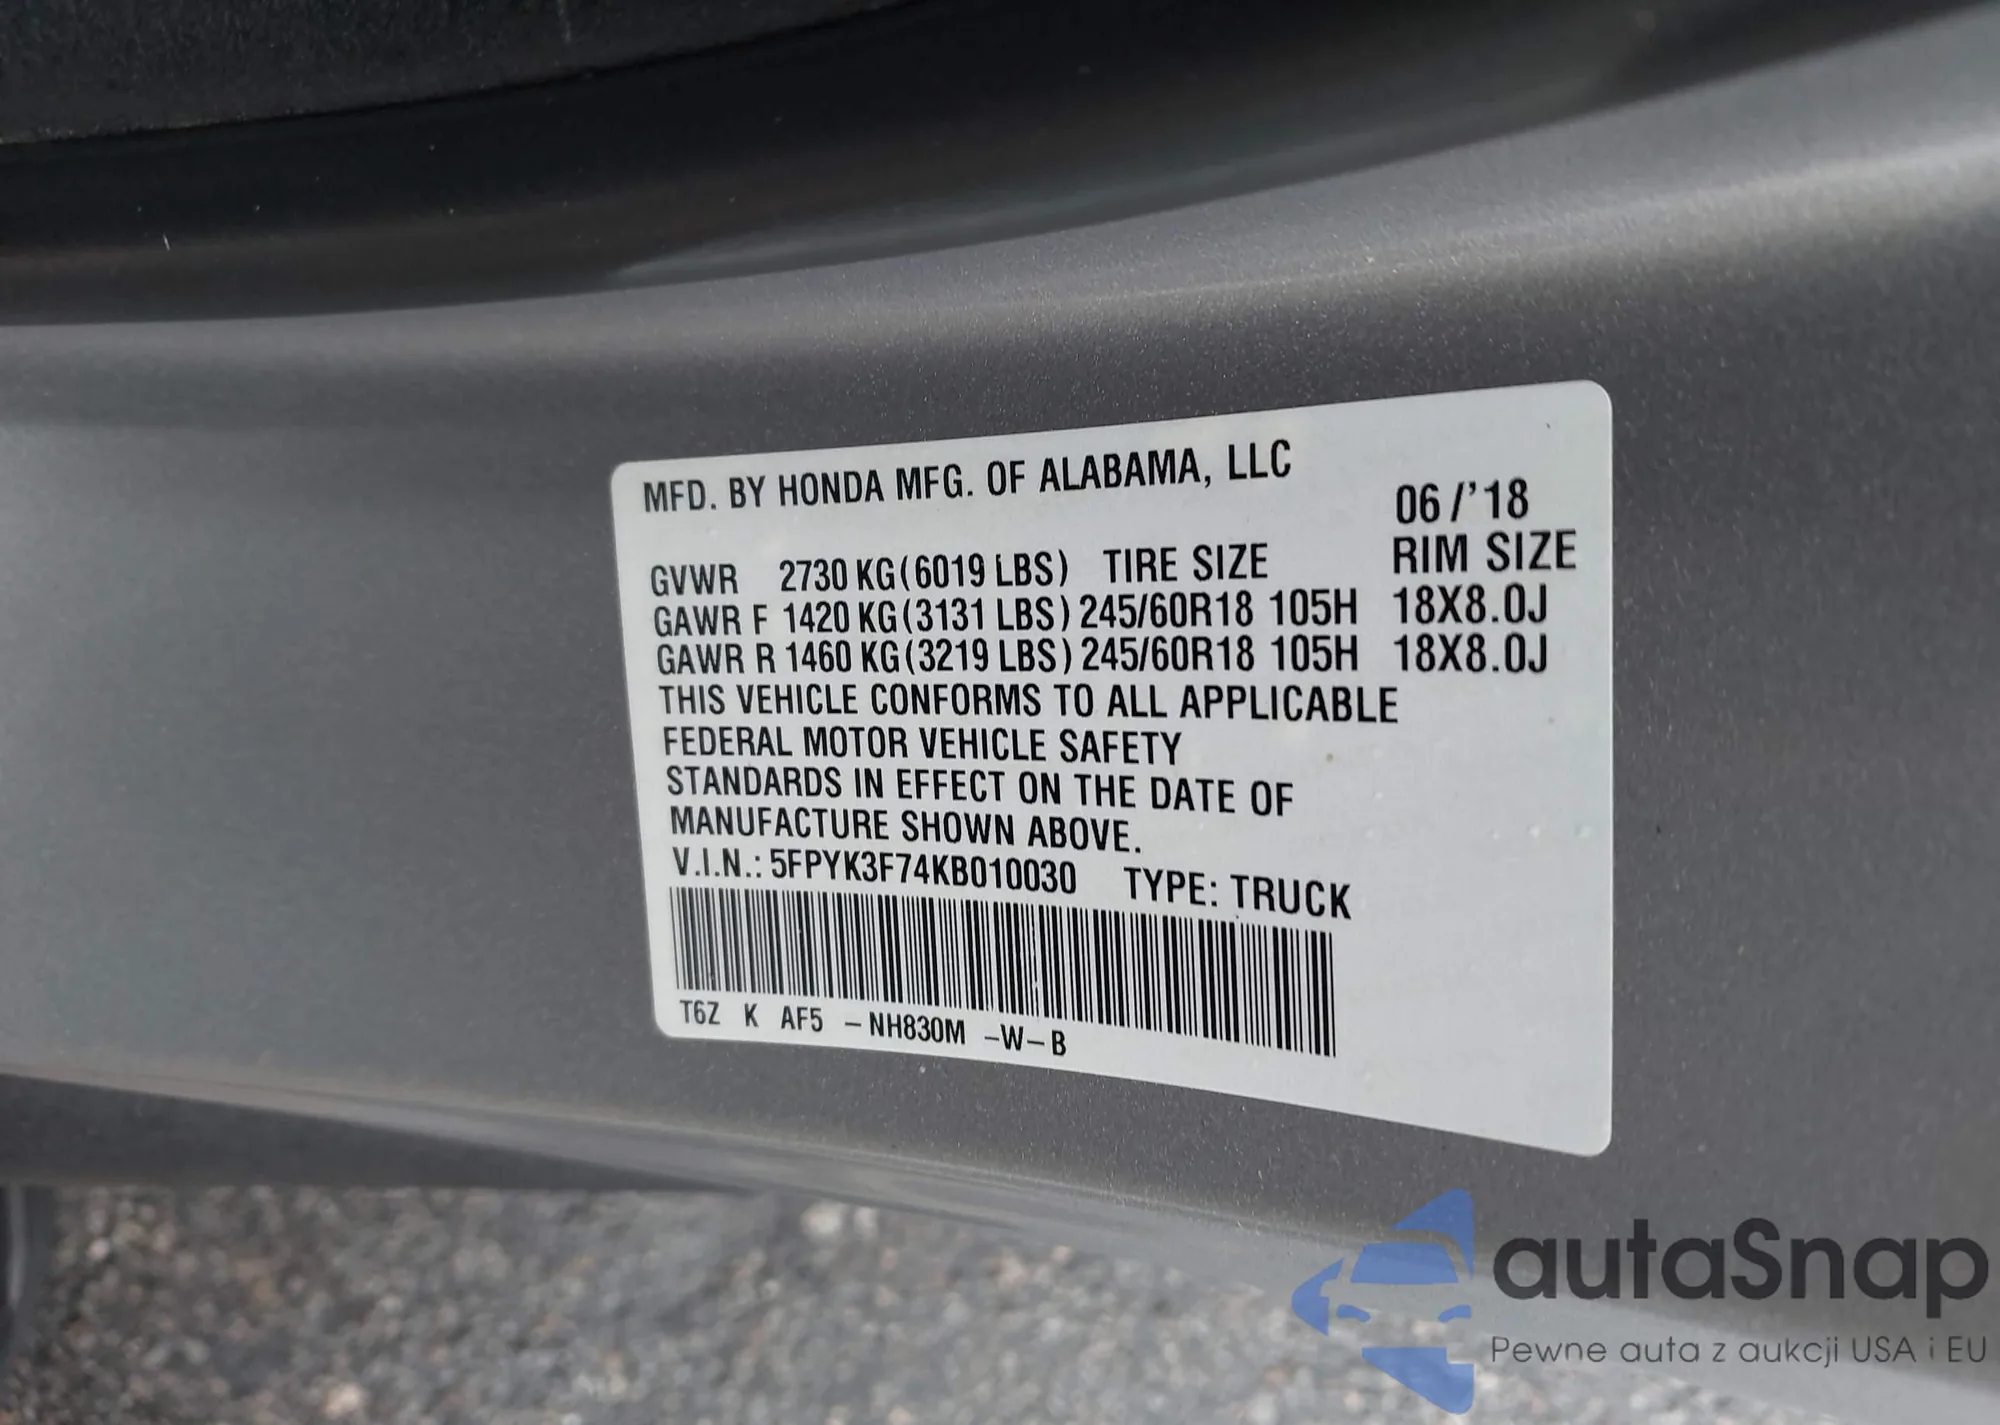 MFD. BY HONDA MFG. OF ALABAMA, LLC
06/'18
GVWR 2730 KG(6019 LBS) TIRE SIZE RIM SIZE
GAWR F 1420 KG(3131 LBS) 245/60R18 105H 18X8.0J
GAWR R 1460 KG(3219 LBS) 245/60R18 105H 18X8.0J
THIS VEHICLE CONFORMS TO ALL APPLICABLE
FEDERAL MOTOR VEHICLE SAFETY
STANDARDS IN EFFECT ON THE DATE OF
MANUFACTURE SHOWN ABOVE.
V.I.N.: 5FPYK3F74KB010030 TYPE: TRUCK
T6Z K AF5 -NH830M -W-B
autaSnap
Pewne auta z aukcji USA i EU